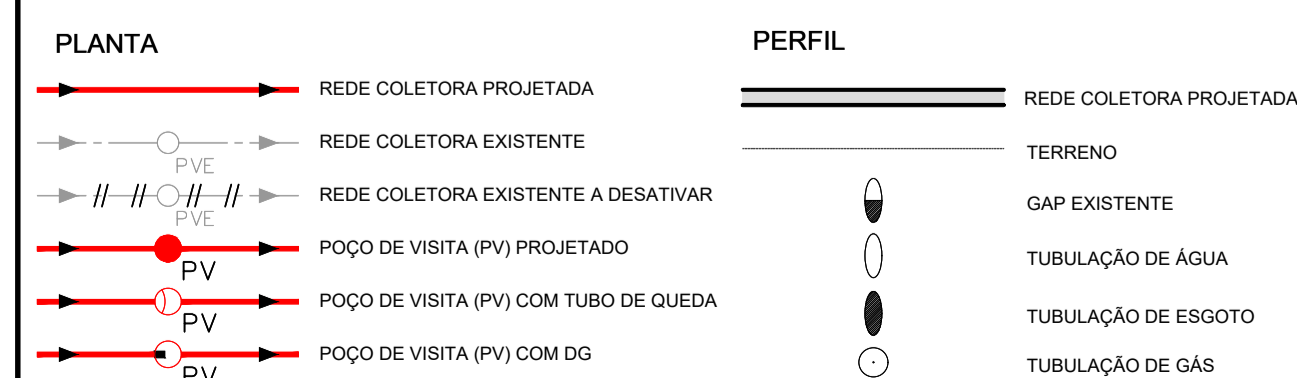 PLANTA
REDE COLETORA PROJETADA
REDE COLETORA EXISTENTE
PVE
REDE COLETORA EXISTENTE A DESATIVAR
PVE
POÇO DE VISITA (PV) PROJETADO
PV
POÇO DE VISITA (PV) COM TUBO DE QUEDA
PV
POÇO DE VISITA (PV) COM DG
PV
PERFIL
REDE COLETORA PROJETADA
TERRENO
GAP EXISTENTE
TUBULAÇÃO DE ÁGUA
TUBULAÇÃO DE ESGOTO
TUBULAÇÃO DE GÁS